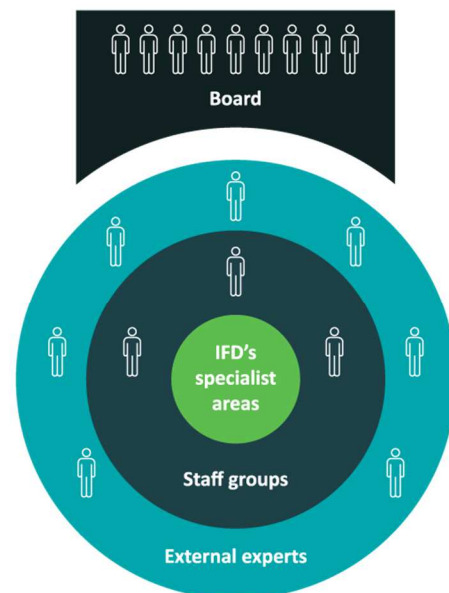 Board
IFD's
specialist
areas
Staff groups
External experts